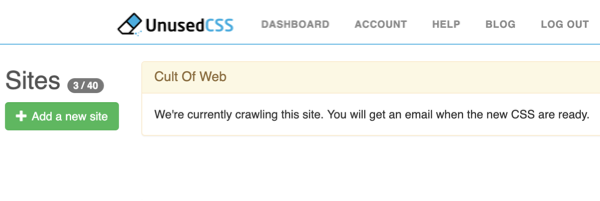 UnusedCSS DASHBOARD ACCOUNT HELP BLOG LOG OUT
Sites 3 / 40
Add a new site
Cult Of Web
We're currently crawling this site. You will get an email when the new CSS are ready.